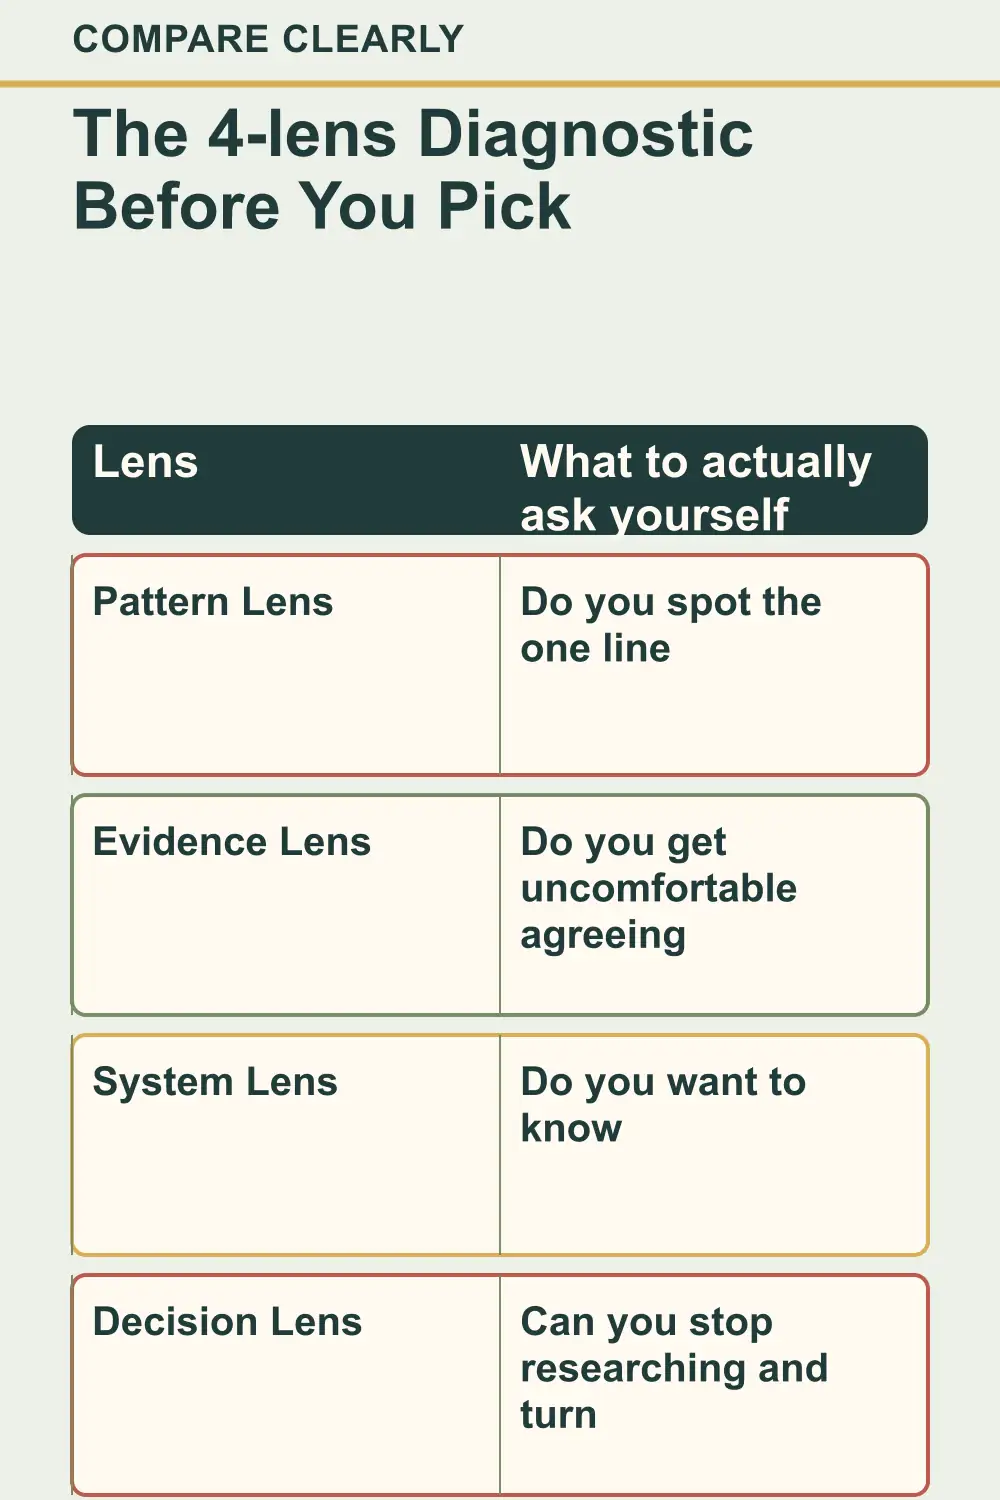 COMPARE CLEARLY
The 4-lens Diagnostic
Before You Pick
Lens
What to actually
ask yourself
Pattern Lens
Do you spot the
one line
Evidence Lens
Do you get
uncomfortable
agreeing
System Lens
Do you want to
know
Decision Lens
Can you stop
researching and
turn